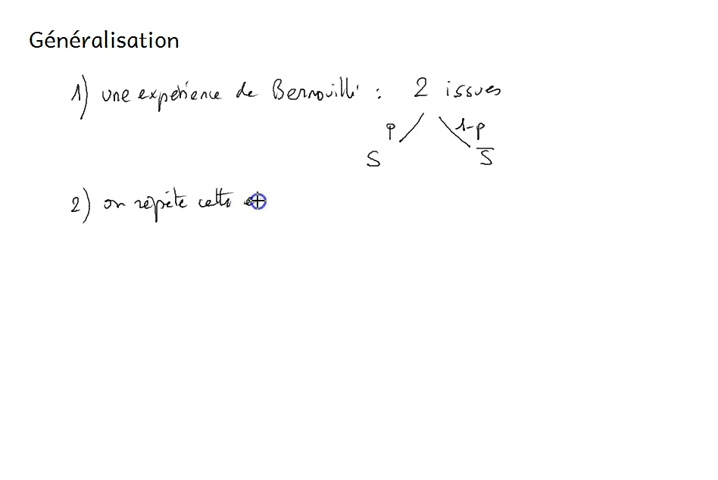 Généralisation
1) une expérience de Bernoulli : 2 issues
p 1-p
S S̅
2) on répète cette